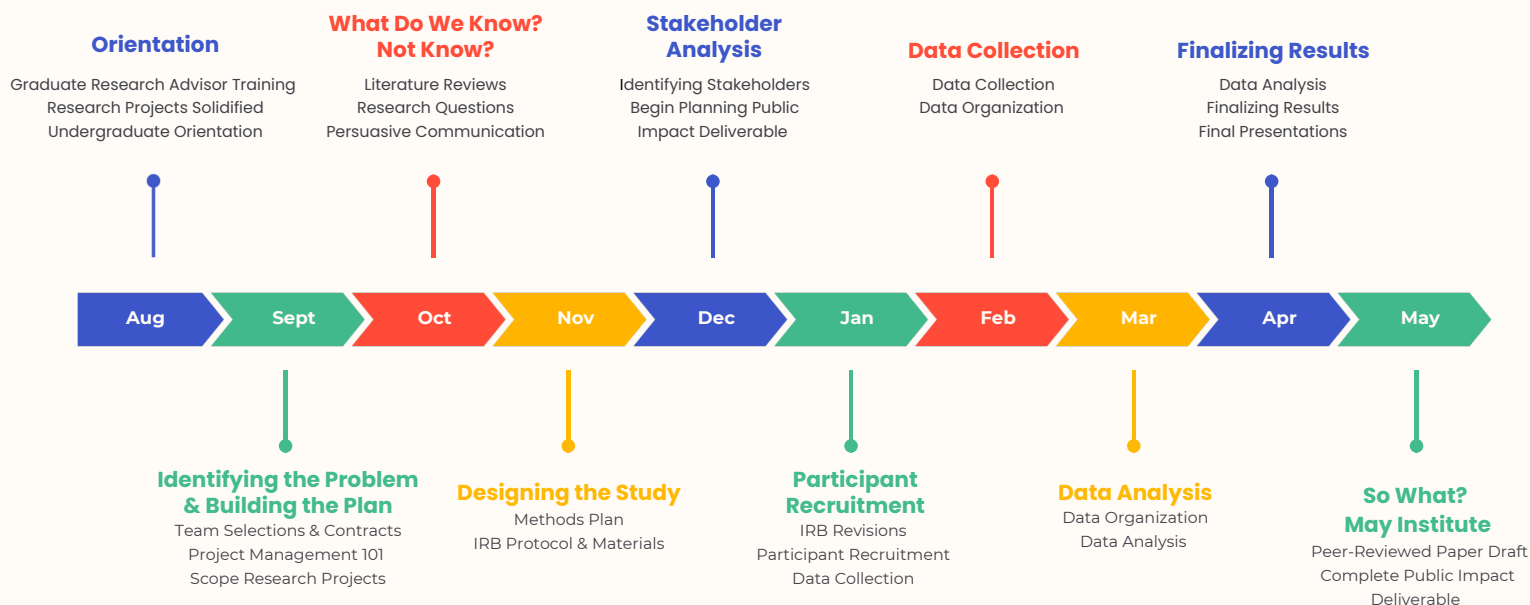 Orientation
Graduate Research Advisor Training
Research Projects Solidified
Undergraduate Orientation
What Do We Know?
Not Know?
Literature Reviews
Research Questions
Persuasive Communication
Stakeholder
Analysis
Identifying Stakeholders
Begin Planning Public
Impact Deliverable
Data Collection
Data Collection
Data Organization
Finalizing Results
Data Analysis
Finalizing Results
Final Presentations
Aug
Sept
Oct
Nov
Dec
Jan
Feb
Mar
Apr
May
Identifying the Problem
& Building the Plan
Team Selections & Contracts
Project Management 101
Scope Research Projects
Designing the Study
Methods Plan
IRB Protocol & Materials
Participant
Recruitment
IRB Revisions
Participant Recruitment
Data Collection
Data Analysis
Data Organization
Data Analysis
So What?
May Institute
Peer-Reviewed Paper Draft
Complete Public Impact
Deliverable